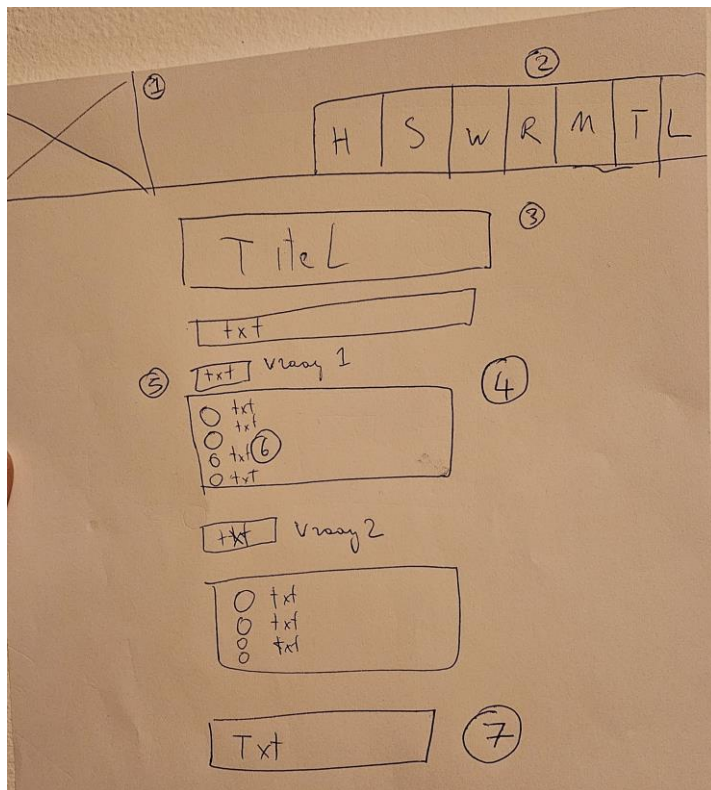 1
2
H S W R M T L
3
Titel
txt
5 txt vraag 1
4
txt
txt
txt 6
txt
txt vraag 2
txt
txt
txt
Txt
7